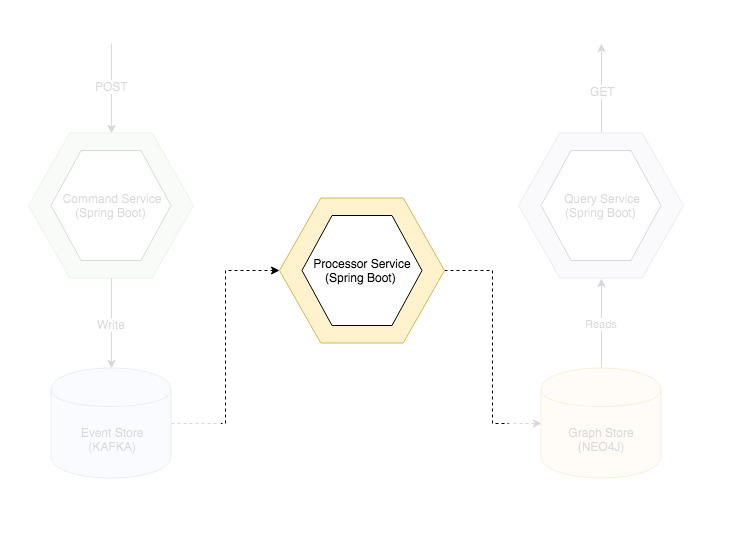 POST
GET
Command Service
(Spring Boot)
Query Service
(Spring Boot)
Processor Service
(Spring Boot)
Write
Reads
Event Store
(KAFKA)
Graph Store
(NEO4J)